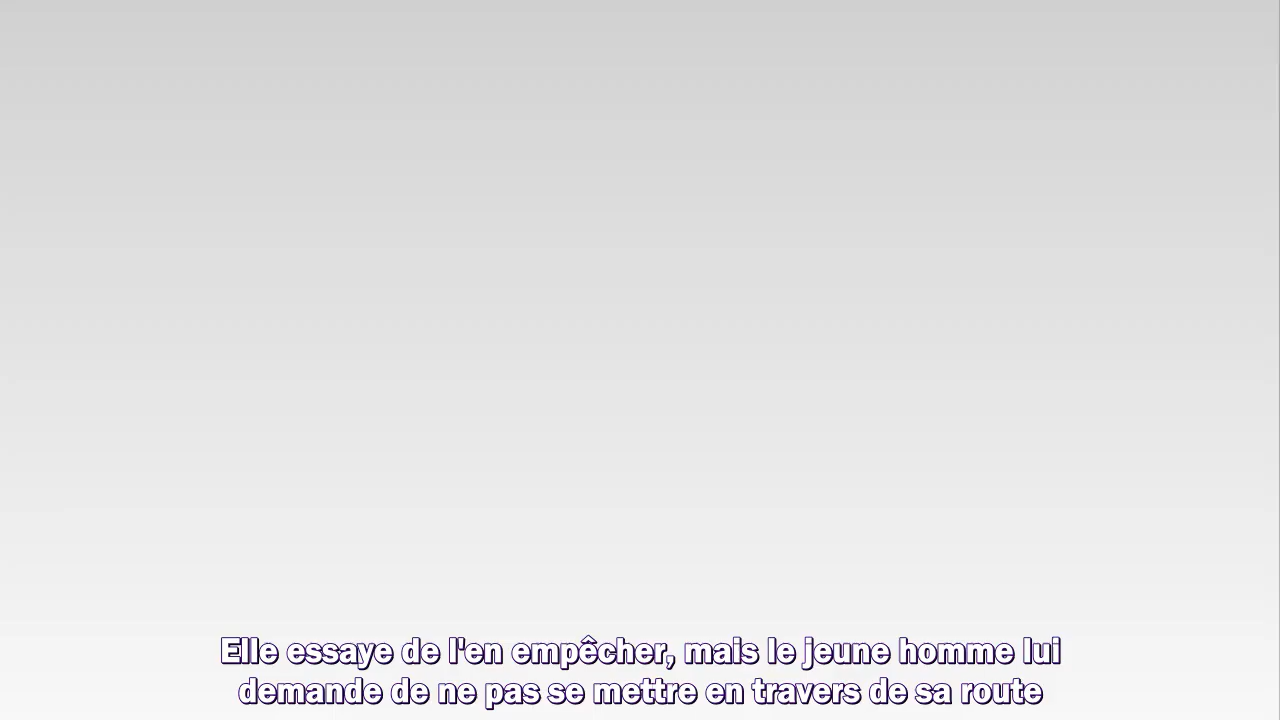 Elle essaye de l'en empêcher, mais le jeune homme lui
demande de ne pas se mettre en travers de sa route